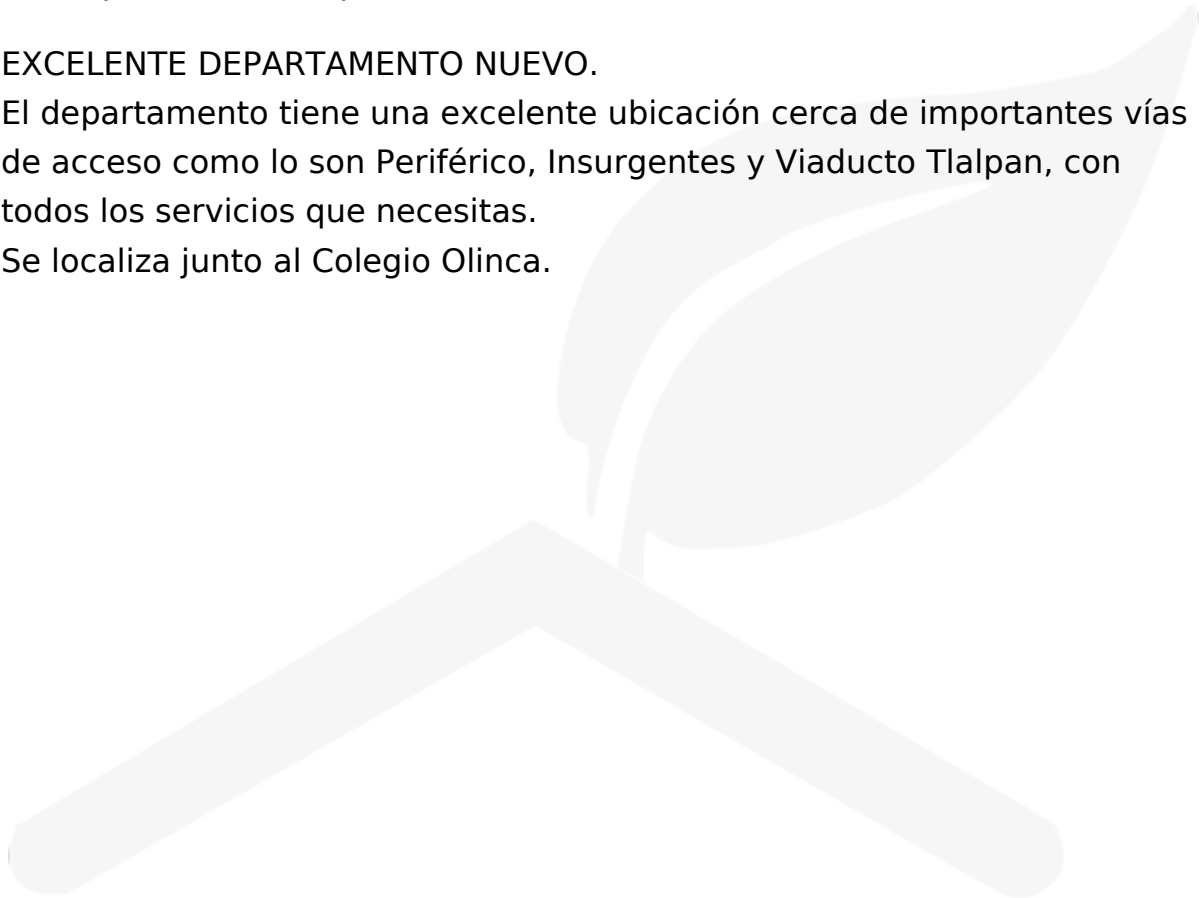 EXCELENTE DEPARTAMENTO NUEVO.
El departamento tiene una excelente ubicación cerca de importantes vías
de acceso como lo son Periférico, Insurgentes y Viaducto Tlalpan, con
todos los servicios que necesitas.
Se localiza junto al Colegio Olinca.